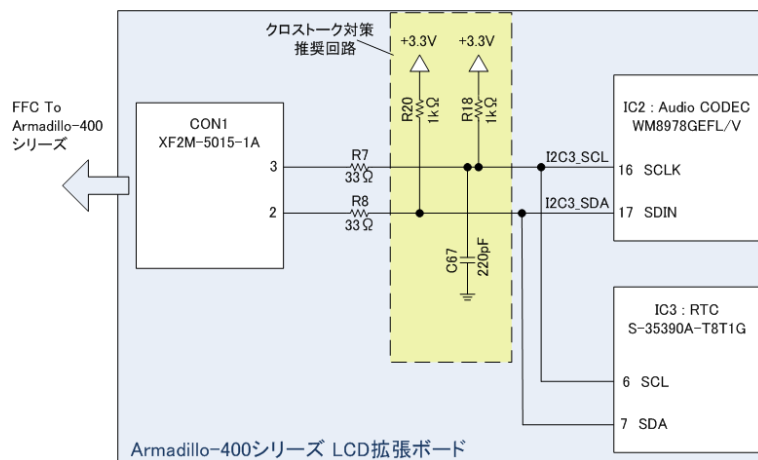 クロストーク対策
推奨回路
+3.3V
+3.3V
R20
1kΩ
R18
1kΩ
FFC To
Armadillo-400
シリーズ
CON1
XF2M-5015-1A
3
2
R7
33Ω
R8
33Ω
C67
220pF
I2C3_SCL
I2C3_SDA
IC2 : Audio CODEC
WM8978GEFL/V
16 SCLK
17 SDIN
IC3 : RTC
S-35390A-T8T1G
6 SCL
7 SDA
Armadillo-400シリーズ LCD拡張ボード